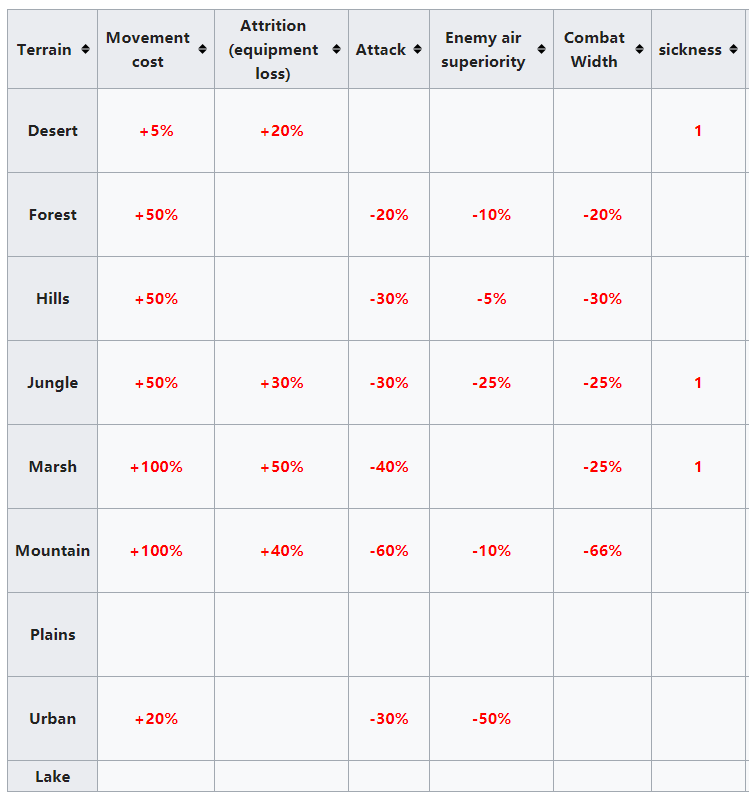 Terrain Movement cost Attrition (equipment loss) Attack Enemy air superiority Combat Width sickness
Desert +5% +20% 1
Forest +50% -20% -10% -20%
Hills +50% -30% -5% -30%
Jungle +50% +30% -30% -25% -25% 1
Marsh +100% +50% -40% -25% 1
Mountain +100% +40% -60% -10% -66%
Plains
Urban +20% -30% -50%
Lake